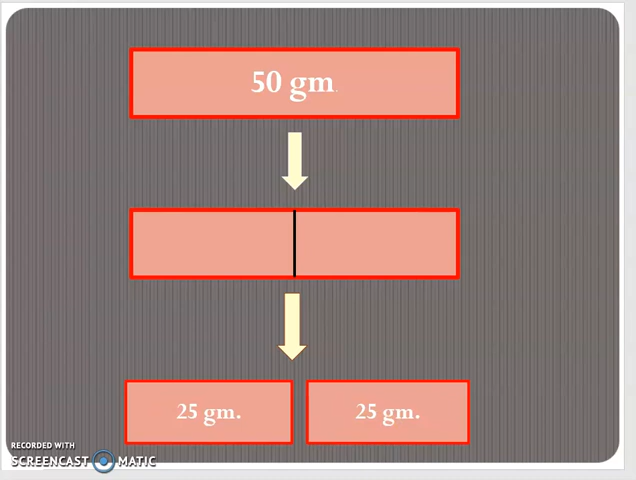 50 gm.
25 gm.
25 gm.
RECORDED WITH
SCREENCAST MATIC